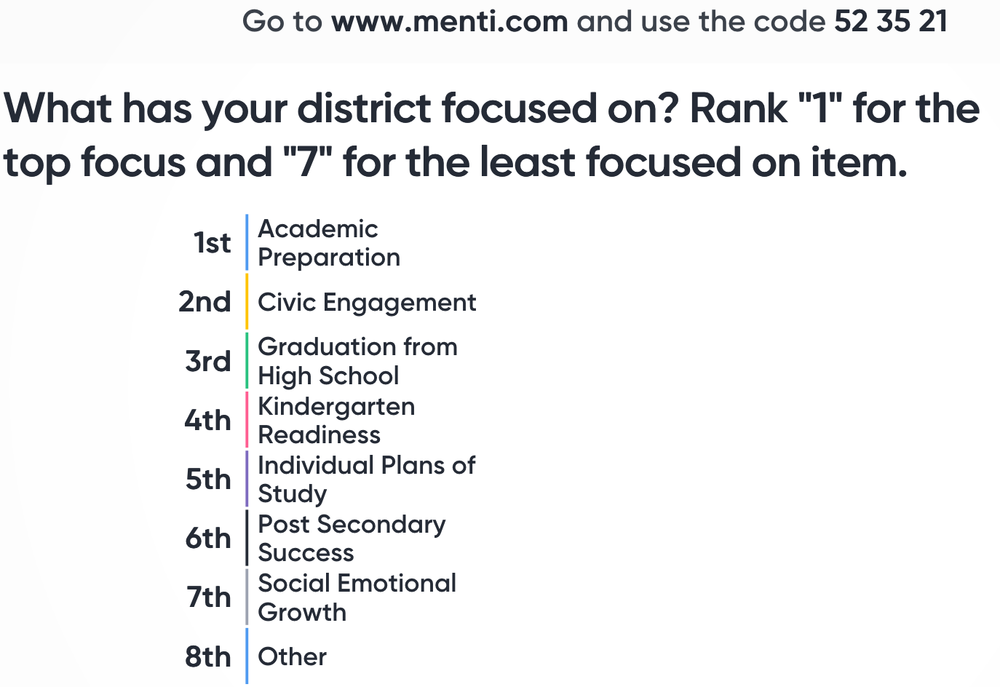 Go to www.menti.com and use the code 52 35 21
What has your district focused on? Rank "1" for the
top focus and "7" for the least focused on item.
1st
Academic
Preparation
2nd
Civic Engagement
3rd
Graduation from
High School
4th
Kindergarten
Readiness
5th
Individual Plans of
Study
6th
Post Secondary
Success
7th
Social Emotional
Growth
8th
Other